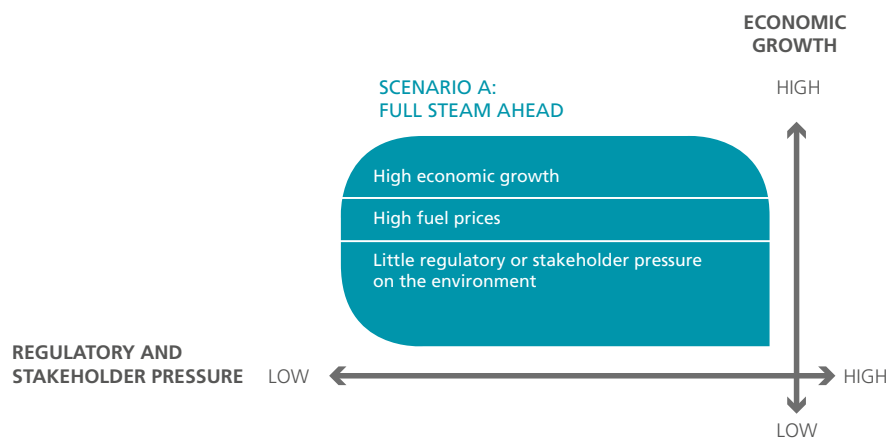 ECONOMIC
GROWTH
HIGH
SCENARIO A:
FULL STEAM AHEAD
High economic growth
High fuel prices
Little regulatory or stakeholder pressure
on the environment
REGULATORY AND
STAKEHOLDER PRESSURE
LOW
HIGH
LOW